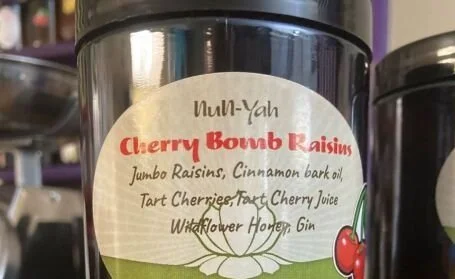 NuN-Yah
Cherry Bomb Raisins
Jumbo Raisins, Cinnamon bark oil,
Tart Cherries, Tart Cherry Juice
Wildflower Honey, Gin